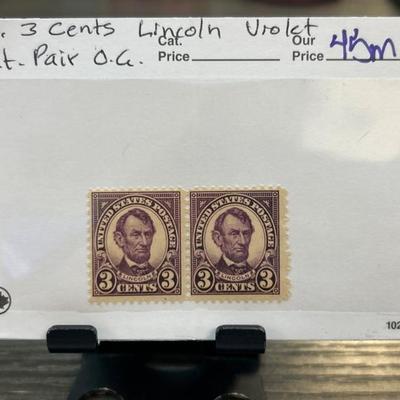 . 3 Cents Lincoln Violet
t. Pair O.G.
Cat. Price
Our Price
UNITED STATES POSTAGE
LINCOLN
3 CENTS 3
UNITED STATES POSTAGE
LINCOLN
3 CENTS 3
102